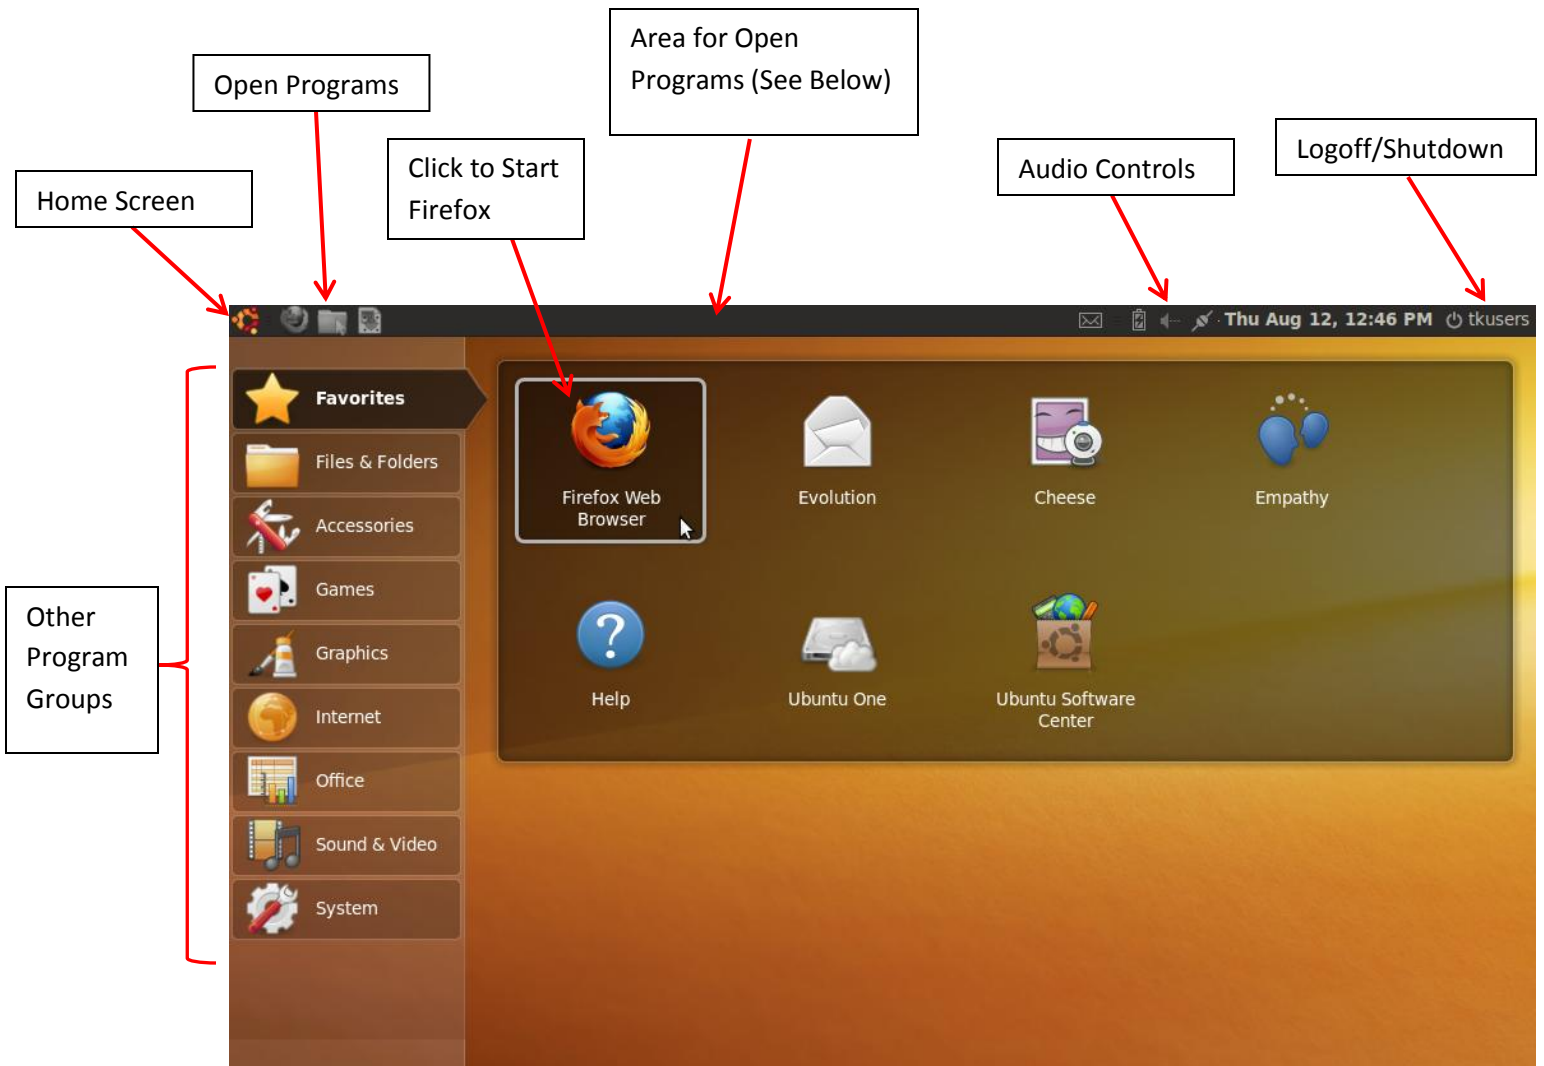 Area for Open
Programs (See Below)
Open Programs
Logoff/Shutdown
Click to Start
Firefox
Audio Controls
Home Screen
Thu Aug 12, 12:46 PM
tkusers
Favorites
Files & Folders
Accessories
Games
Graphics
Internet
Office
Sound & Video
System
Other
Program
Groups
Firefox Web
Browser
Evolution
Cheese
Empathy
Help
Ubuntu One
Ubuntu Software
Center